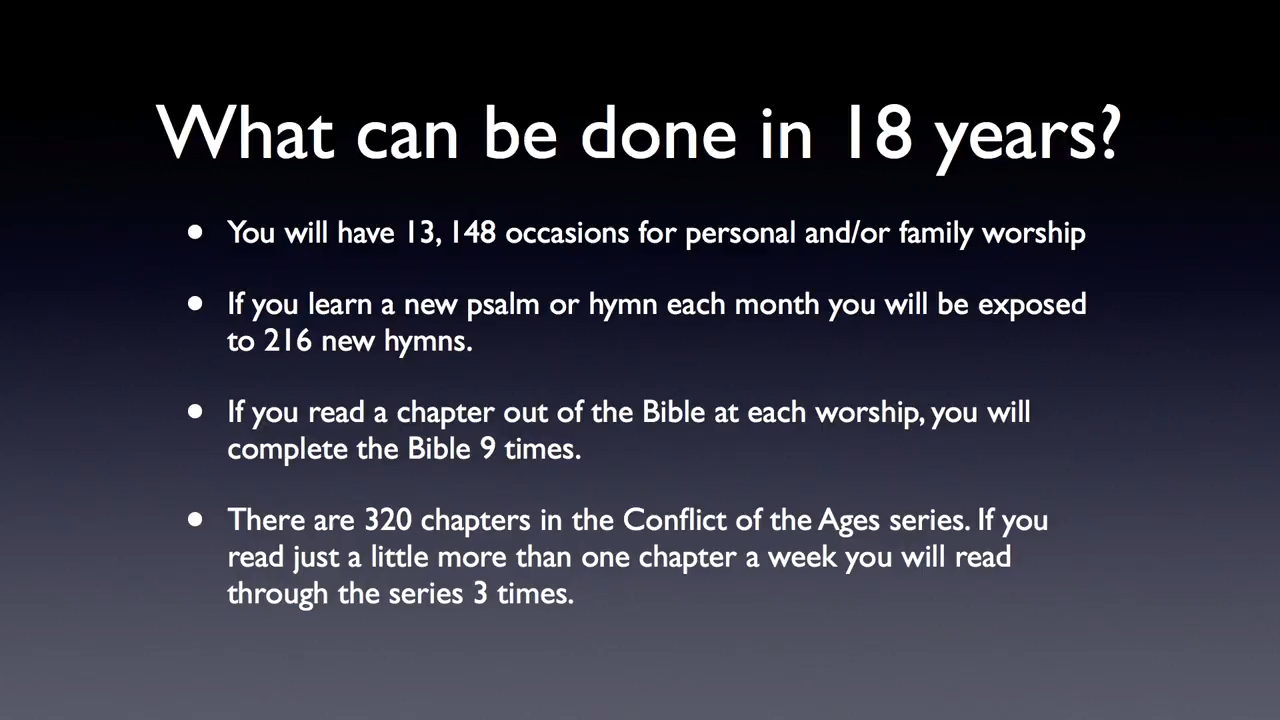 What can be done in 18 years?
• You will have 13, 148 occasions for personal and/or family worship
• If you learn a new psalm or hymn each month you will be exposed
to 216 new hymns.
• If you read a chapter out of the Bible at each worship, you will
complete the Bible 9 times.
• There are 320 chapters in the Conflict of the Ages series. If you
read just a little more than one chapter a week you will read
through the series 3 times.